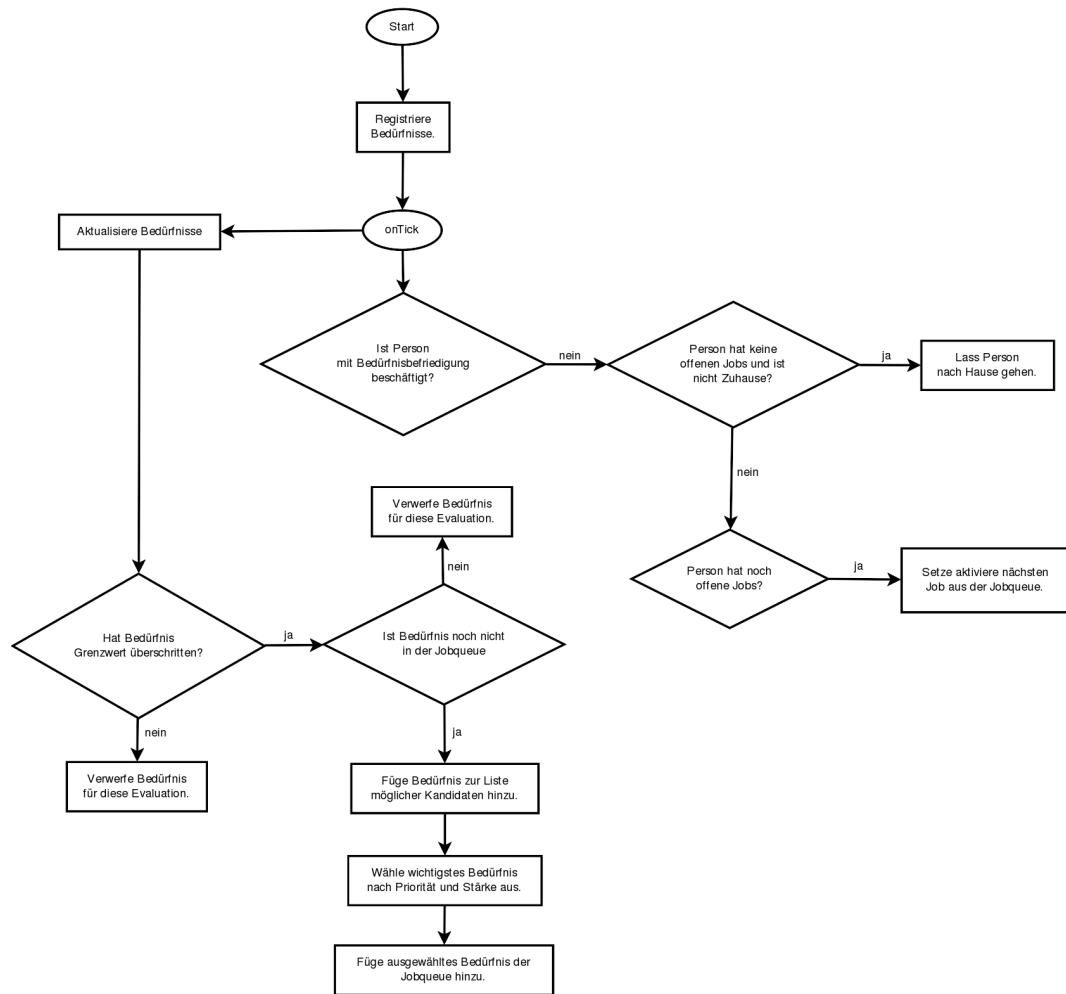 Start
Registriere
Bedürfnisse.
Aktualisiere Bedürfnisse
onTick
Ist Person
mit Bedürfnisbefriedigung
beschäftigt?
nein
Person hat keine
offenen Jobs und ist
nicht Zuhause?
ja
Lass Person
nach Hause gehen.
nein
Verwerfe Bedürfnis
für diese Evaluation.
nein
Person hat noch
offene Jobs?
ja
Setze aktiviere nächsten
Job aus der Jobqueue.
Hat Bedürfnis
Grenzwert überschritten?
ja
Ist Bedürfnis noch nicht
in der Jobqueue
nein
ja
Verwerfe Bedürfnis
für diese Evaluation.
Füge Bedürfnis zur Liste
möglicher Kandidaten hinzu.
Wähle wichtigstes Bedürfnis
nach Priorität und Stärke aus.
Füge ausgewähltes Bedürfnis der
Jobqueue hinzu.